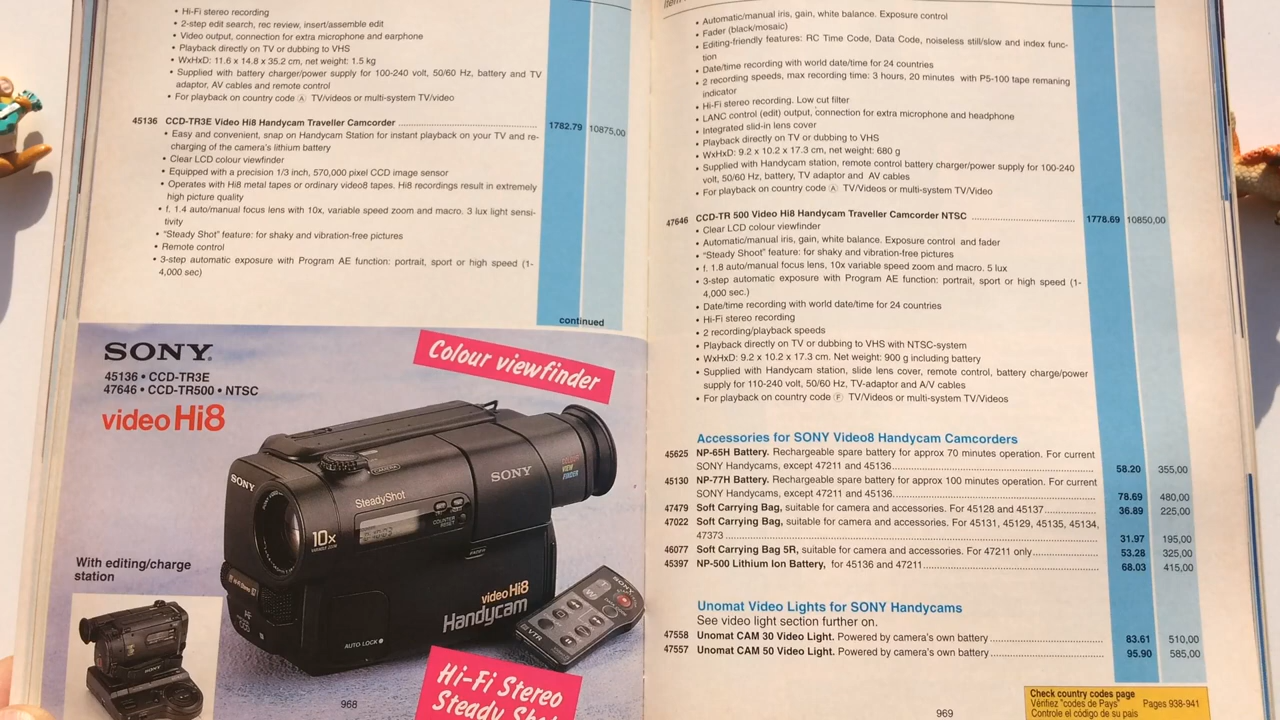 • Hi-Fi stereo recording
• 2-step edit search, rec review, insert/assemble edit
• Video output, connection for extra microphone and earphone
• Playback directly on TV or dubbing to VHS
• WxHxD: 11.6 x 14.8 x 35.2 cm, net weight: 1.5 kg
• Supplied with battery charger/power supply for 100-240 volt, 50/60 Hz, battery and TV
adaptor, AV cables and remote control
• For playback on country code Ⓐ TV/videos or multi-system TV/video
45136 CCD-TR3E Video Hi8 Handycam Traveller Camcorder ........ 1782.79 10875,00
• Easy and convenient, snap on Handycam Station for instant playback on your TV and re-
charging of the camera's lithium battery
• Clear LCD colour viewfinder
• Equipped with a precision 1/3 inch, 570,000 pixel CCD image sensor
• Operates with Hi8 metal tapes or ordinary video8 tapes. Hi8 recordings result in extremely
high picture quality
• f. 1.4 auto/manual focus lens with 10x, variable speed zoom and macro. 3 lux light sensi-
tivity
• "Steady Shot" feature: for shaky and vibration-free pictures
• Remote control
• 3-step automatic exposure with Program AE function: portrait, sport or high speed (1-
4,000 sec)
continued
SONY®
45136 • CCD-TR3E
47646 • CCD-TR500 • NTSC
video Hi8
Colour viewfinder
SONY
SONY
SteadyShot
10x
COUNTER
RESET
COLOUR
VIEW
FINDER
video Hi8
Handycam
AUTO LOCK
SONY
VTR
With editing/charge
station
SONY
Hi-Fi Stereo
Steady Shot
968
• Automatic/manual iris, gain, white balance. Exposure control
• Fader (black/mosaic)
• Editing-friendly features: RC Time Code, Data Code, noiseless still/slow and index func-
tion
• Date/time recording with world date/time for 24 countries
• 2 recording speeds, max recording time: 3 hours, 20 minutes with P5-100 tape remaning
indicator
• Hi-Fi stereo recording. Low cut filter
• LANC control (edit) output, connection for extra microphone and headphone
• Integrated slid-in lens cover
• Playback directly on TV or dubbing to VHS
• WxHxD: 9.2 x 10.2 x 17.3 cm, net weight: 680 g
• Supplied with Handycam station, remote control battery charger/power supply for 100-240
volt, 50/60 Hz, battery, TV adaptor and AV cables
• For playback on country code Ⓐ TV/Videos or multi-system TV/Video
47646 CCD-TR 500 Video Hi8 Handycam Traveller Camcorder NTSC ........ 1778.69 10850,00
• Clear LCD colour viewfinder
• Automatic/manual iris, gain, white balance. Exposure control and fader
• "Steady Shoot" feature: for shaky and vibration-free pictures
• f. 1.8 auto/manual focus lens, 10x variable speed zoom and macro. 5 lux
• 3-step automatic exposure with Program AE function: portrait, sport or high speed (1-
4,000 sec.)
• Date/time recording with world date/time for 24 countries
• Hi-Fi stereo recording
• 2 recording/playback speeds
• Playback directly on TV or dubbing to VHS with NTSC-system
• WxHxD: 9.2 x 10.2 x 17.3 cm. Net weight: 900 g including battery
• Supplied with Handycam station, slide lens cover, remote control, battery charge/power
supply for 110-240 volt, 50/60 Hz, TV-adaptor and A/V cables
• For playback on country code Ⓕ TV/Videos or multi-system TV/Videos
Accessories for SONY Video8 Handycam Camcorders
45625 NP-65H Battery. Rechargeable spare battery for approx 70 minutes operation. For current
SONY Handycams, except 47211 and 45136........ 58.20 355,00
45130 NP-77H Battery. Rechargeable spare battery for approx 100 minutes operation. For current
SONY Handycams, except 47211 and 45136........ 78.69 480,00
47479 Soft Carrying Bag, suitable for camera and accessories. For 45128 and 45137........ 36.89 225,00
47022 Soft Carrying Bag, suitable for camera and accessories. For 45131, 45129, 45135, 45134,
47373........ 31.97 195,00
46077 Soft Carrying Bag 5R, suitable for camera and accessories. For 47211 only........ 53.28 325,00
45397 NP-500 Lithium Ion Battery, for 45136 and 47211........ 68.03 415,00
Unomat Video Lights for SONY Handycams
See video light section further on.
47558 Unomat CAM 30 Video Light. Powered by camera's own battery ........ 83.61 510,00
47557 Unomat CAM 50 Video Light. Powered by camera's own battery ........ 95.90 585,00
Check country codes page
Vérifiez "codes de Pays" Pages 938-941
Controle el código de su pais
969